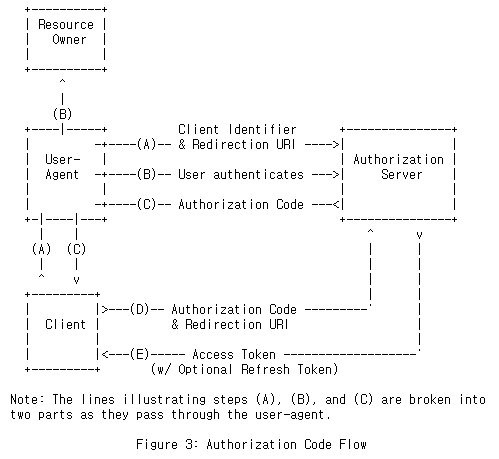 Resource
Owner
(B)
Client Identifier
User-Agent -+----(A)-- & Redirection URI ---->| Authorization Server
-+----(B)-- User authenticates --->|
-+----(C)-- Authorization Code ---<|
(A) (C)
Client
>---(D)-- Authorization Code ---------'
& Redirection URI
<---(E)----- Access Token -------------------'
(w/ Optional Refresh Token)
Note: The lines illustrating steps (A), (B), and (C) are broken into
two parts as they pass through the user-agent.
Figure 3: Authorization Code Flow